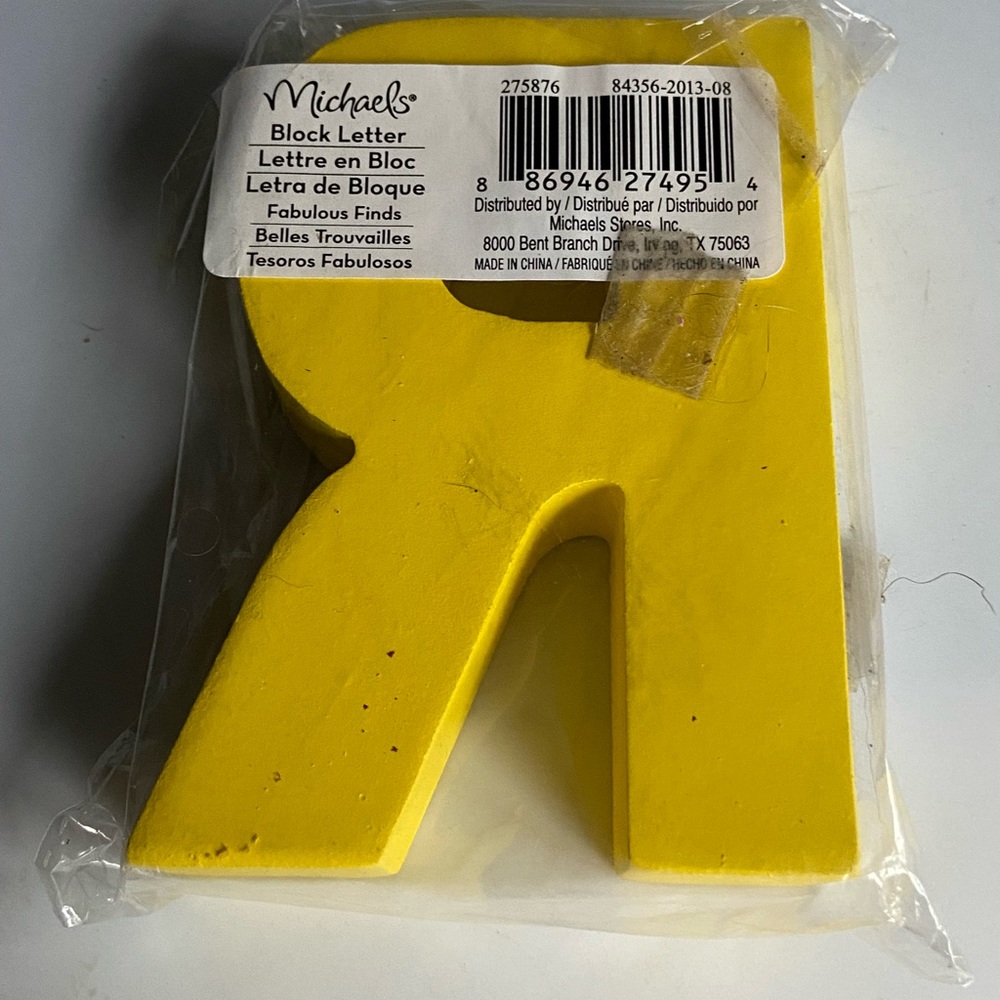 Michaels®
Block Letter
Lettre en Bloc
Letra de Bloque
Fabulous Finds
Belles Trouvailles
Tesoros Fabulosos
275876 84356-2013-08
8 86946 27495 4
Distributed by / Distribué par / Distribuido por
Michaels Stores, Inc.
8000 Bent Branch Drive, Irving, TX 75063
MADE IN CHINA / FABRIQUÉ EN CHINE / HECHO EN CHINA